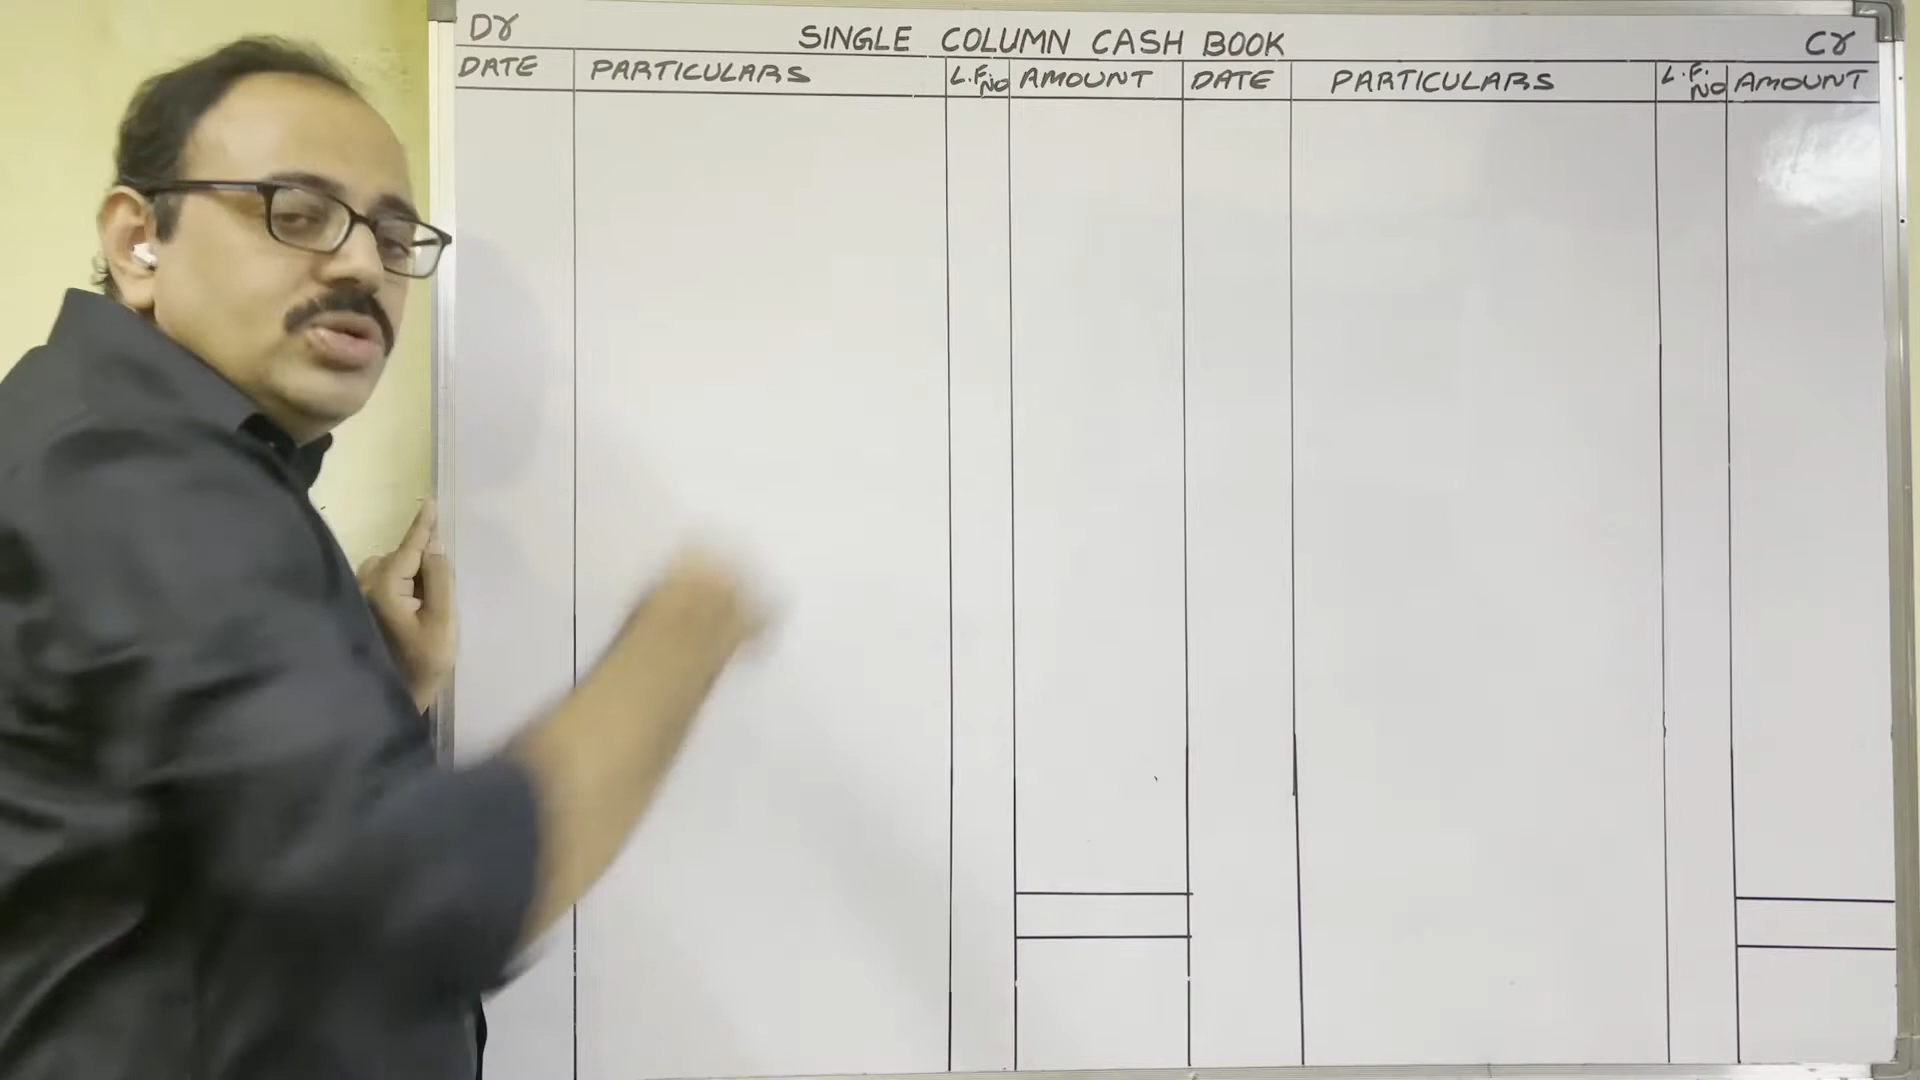 Dr SINGLE COLUMN CASH BOOK Cr
DATE PARTICULARS L.F. No AMOUNT DATE PARTICULARS L.F. No AMOUNT